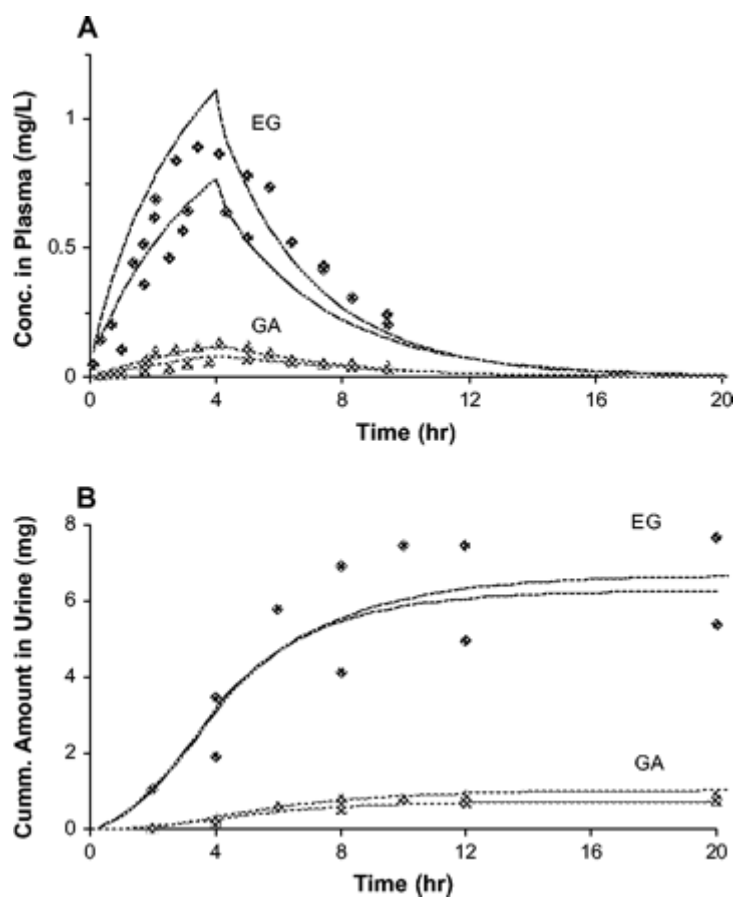 A
Conc. in Plasma (mg/L)
1
0.5
0
EG
GA
0
4
8
12
16
20
Time (hr)
B
Cumm. Amount in Urine (mg)
8
6
4
2
0
EG
GA
0
4
8
12
16
20
Time (hr)